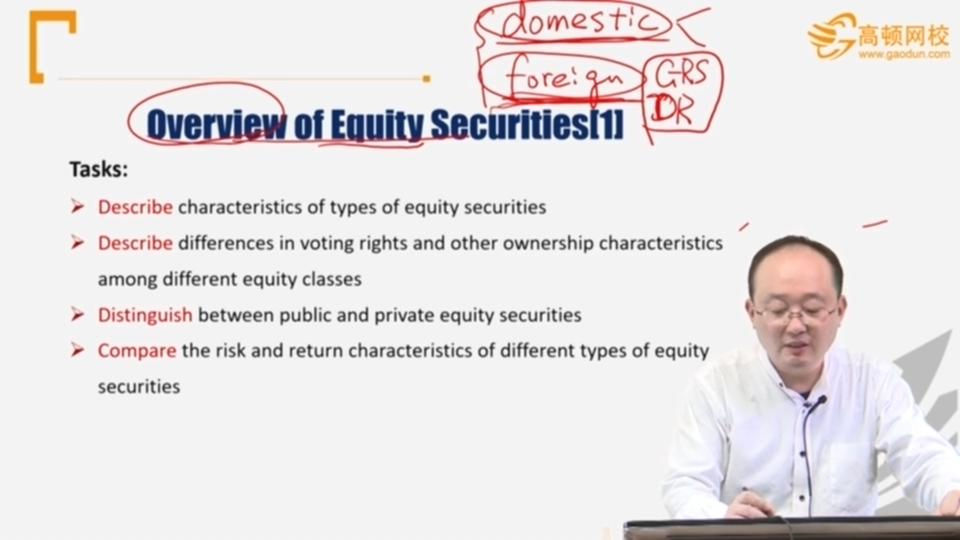 domestic
foreign
GRS
DR
高顿网校
www.gaodun.com
Overview of Equity Securities[1]
Tasks:
Describe characteristics of types of equity securities
Describe differences in voting rights and other ownership characteristics
among different equity classes
Distinguish between public and private equity securities
Compare the risk and return characteristics of different types of equity
securities